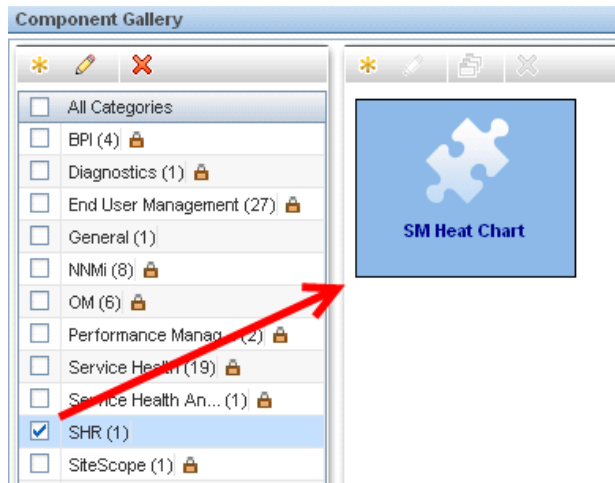 Component Gallery
All Categories
BPI (4)
Diagnostics (1)
End User Management (27)
General (1)
NNMi (8)
OM (6)
Performance Manag... (2)
Service Health (19)
Service Health An... (1)
SHR (1)
SiteScope (1)
SM Heat Chart